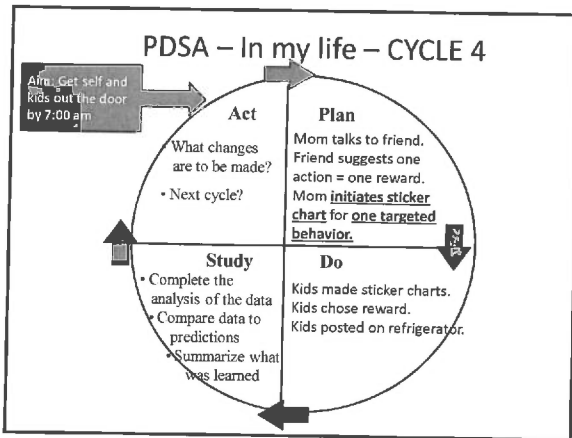 PDSA – In my life – CYCLE 4
Aim: Get self and
kids out the door
by 7:00 am
Act
• What changes
are to be made?
• Next cycle?
Plan
Mom talks to friend.
Friend suggests one
action = one reward.
Mom initiates sticker
chart for one targeted
behavior.
Study
• Complete the
analysis of the data
• Compare data to
predictions
• Summarize what
was learned
Do
Kids made sticker charts.
Kids chose reward.
Kids posted on refrigerator.